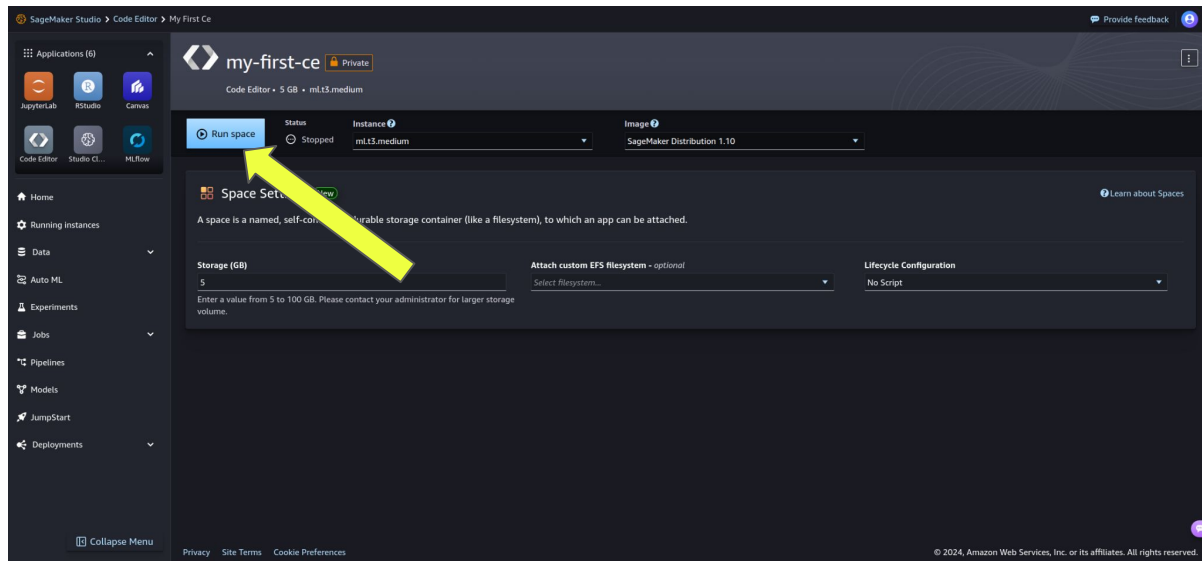 SageMaker Studio > Code Editor > My First Ce
Provide feedback
Applications (6)
JupyterLab
RStudio
Canvas
Code Editor
Studio Cl...
MLflow
Home
Running instances
Data
Auto ML
Experiments
Jobs
Pipelines
Models
JumpStart
Deployments
Collapse Menu
my-first-ce Private
Code Editor • 5 GB • ml.t3.medium
Run space
Status
Stopped
Instance
ml.t3.medium
Image
SageMaker Distribution 1.10
Space Set
Learn about Spaces
A space is a named, durable storage container (like a filesystem), to which an app can be attached.
Storage (GB)
5
Enter a value from 5 to 100 GB. Please contact your administrator for larger storage
volume.
Attach custom EFS filesystem - optional
Select filesystem...
Lifecycle Configuration
No Script
Privacy Site Terms Cookie Preferences
© 2024, Amazon Web Services, Inc. or its affiliates. All rights reserved.